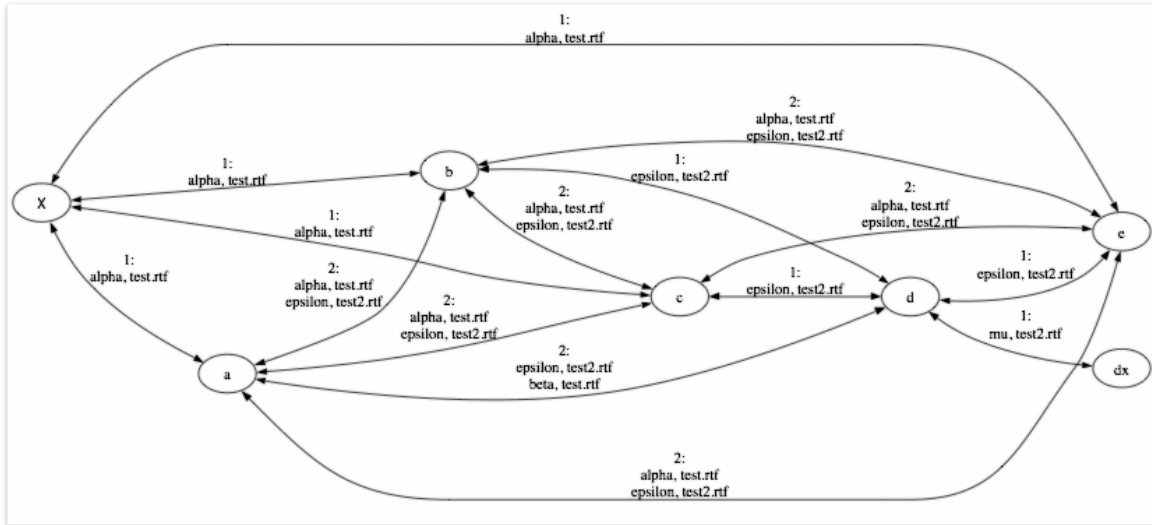 1:
alpha, test.rtf
2:
alpha, test.rtf
epsilon, test2.rtf
1:
epsilon, test2.rtf
1:
alpha, test.rtf
b
X
2:
alpha, test.rtf
epsilon, test2.rtf
2:
alpha, test.rtf
epsilon, test2.rtf
1:
alpha, test.rtf
e
1:
alpha, test.rtf
2:
alpha, test.rtf
epsilon, test2.rtf
1:
epsilon, test2.rtf
1:
epsilon, test2.rtf
c
d
2:
alpha, test.rtf
epsilon, test2.rtf
1:
mu, test2.rtf
2:
epsilon, test2.rtf
beta, test.rtf
a
dx
2:
alpha, test.rtf
epsilon, test2.rtf